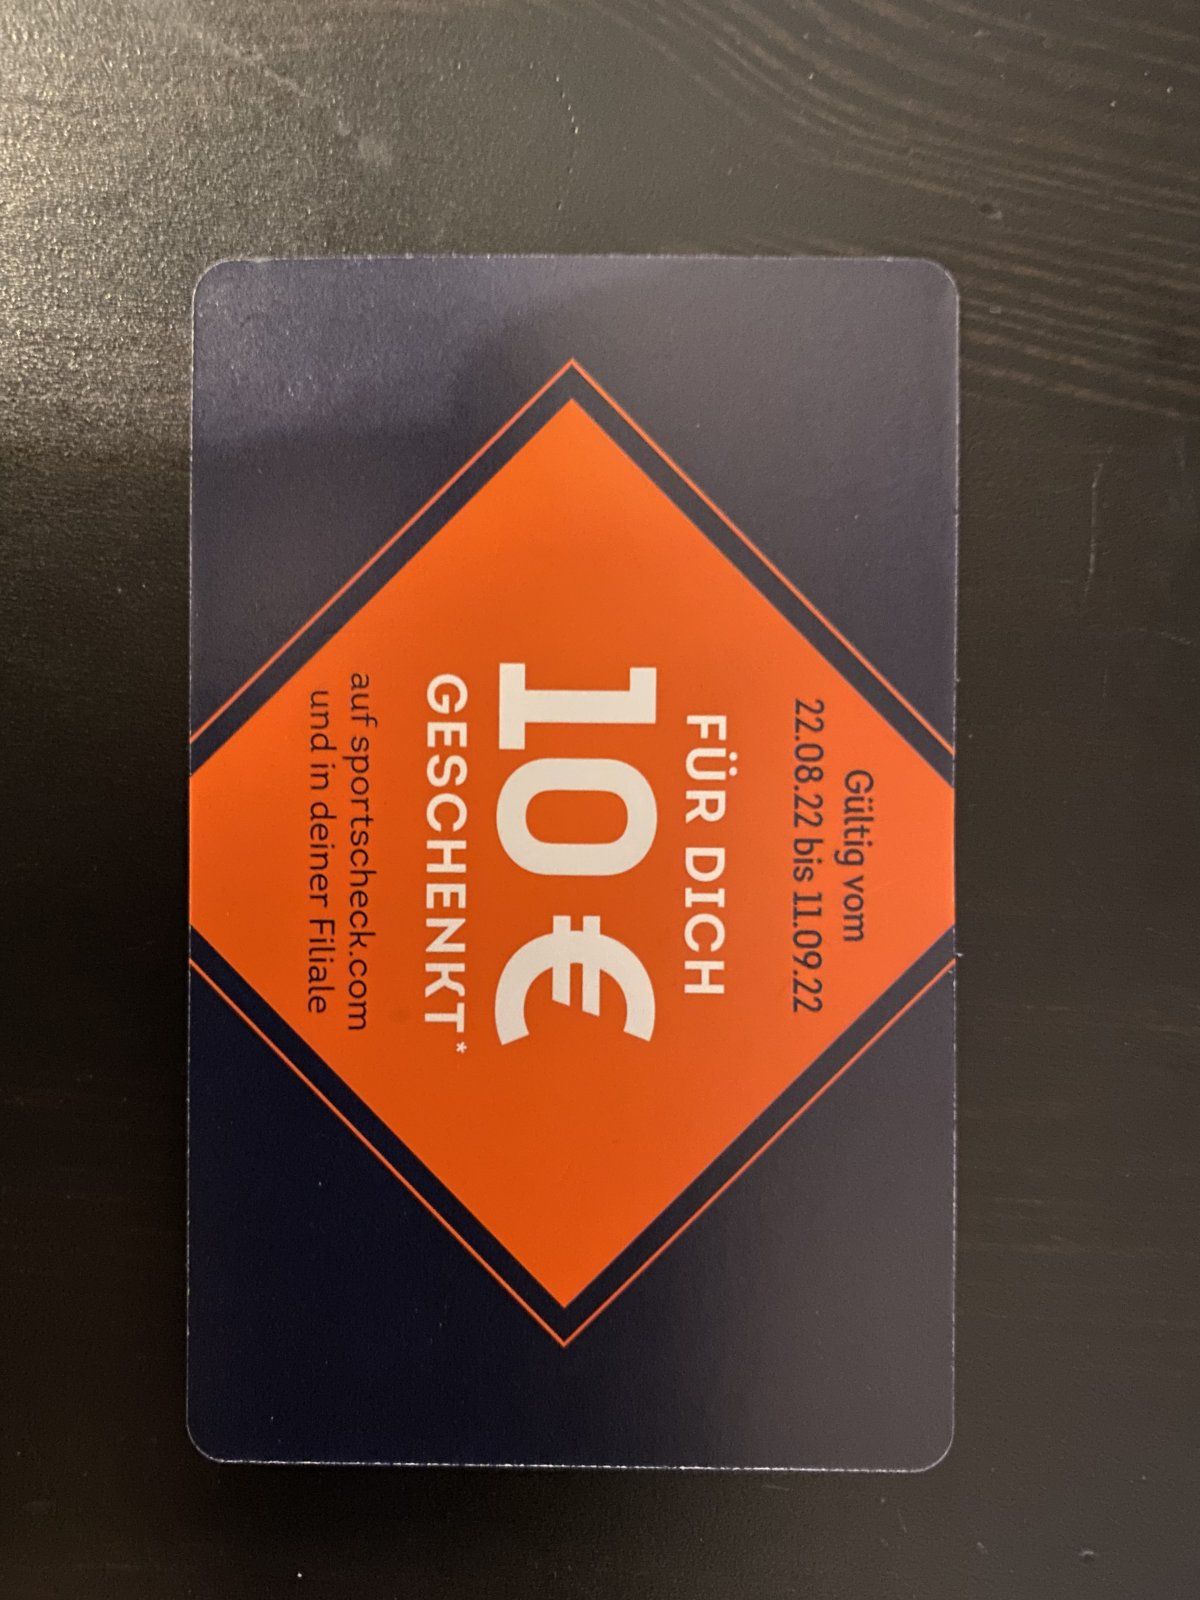 Gültig vom
22.08.22 bis 11.09.22
FÜR DICH
10 €
GESCHENKT*
auf sportscheck.com
und in deiner Filiale